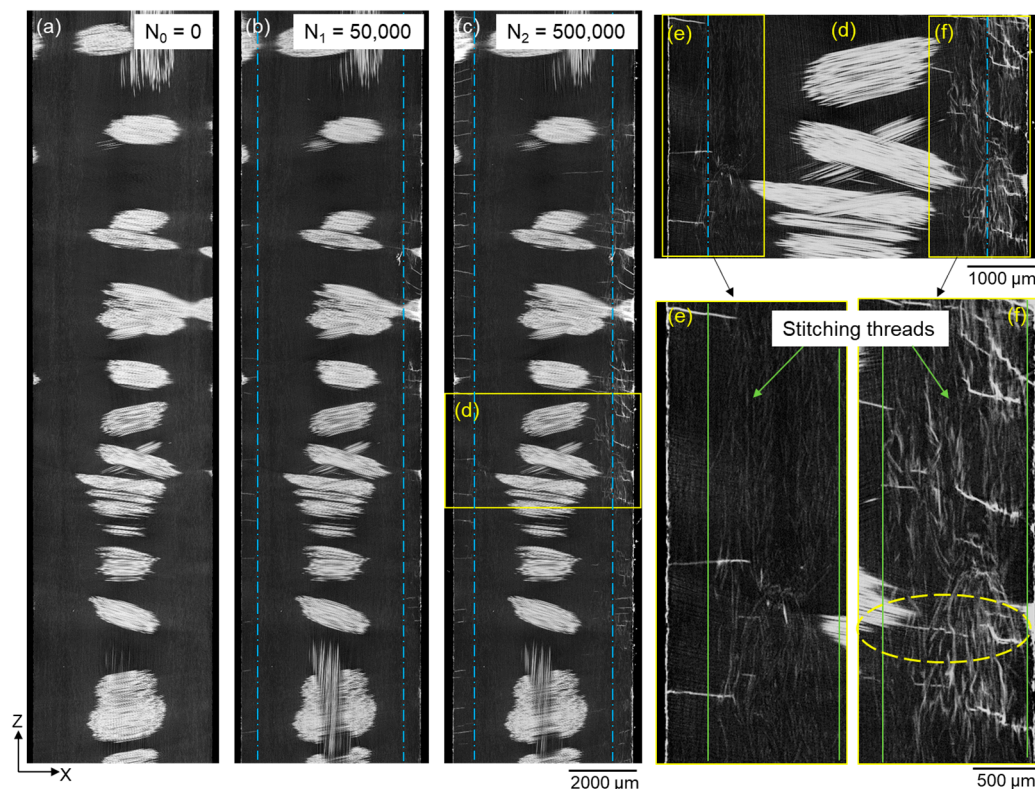 (a)
N₀ = 0
(b)
N₁ = 50,000
(c)
N₂ = 500,000
(d)
Z
X
2000 µm
(e)
(d)
(f)
1000 µm
(e)
Stitching threads
(f)
500 µm